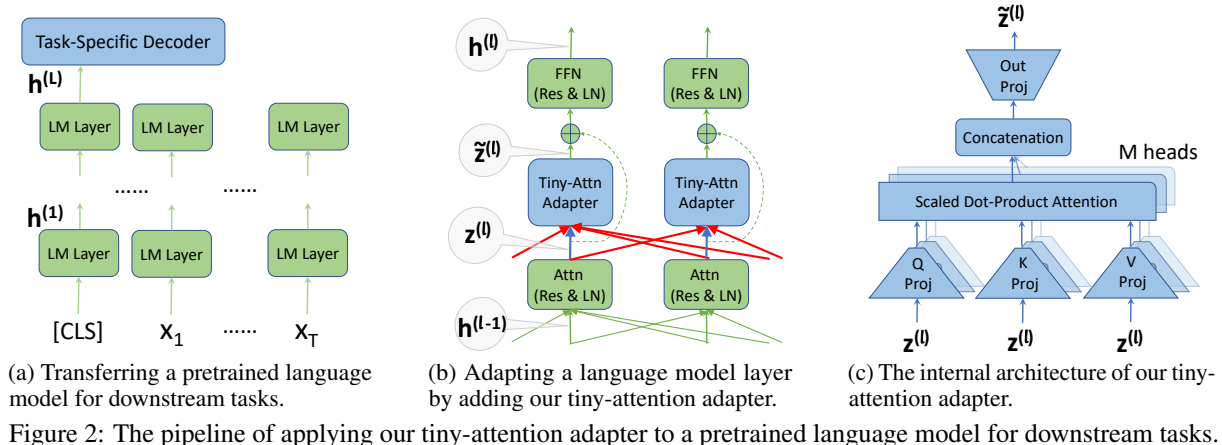 Task-Specific Decoder
h(L)
LM Layer
LM Layer
LM Layer
......
......
h(1)
LM Layer
LM Layer
LM Layer
[CLS]
X1
......
XT
(a) Transferring a pretrained language
model for downstream tasks.
h(l)
FFN
(Res & LN)
FFN
(Res & LN)
z̃(l)
Tiny-Attn
Adapter
Tiny-Attn
Adapter
z(l)
Attn
(Res & LN)
Attn
(Res & LN)
h(l-1)
(b) Adapting a language model layer
by adding our tiny-attention adapter.
z̃(l)
Out
Proj
Concatenation
M heads
Scaled Dot-Product Attention
Q
Proj
K
Proj
V
Proj
z(l)
z(l)
z(l)
(c) The internal architecture of our tiny-
attention adapter.
Figure 2: The pipeline of applying our tiny-attention adapter to a pretrained language model for downstream tasks.